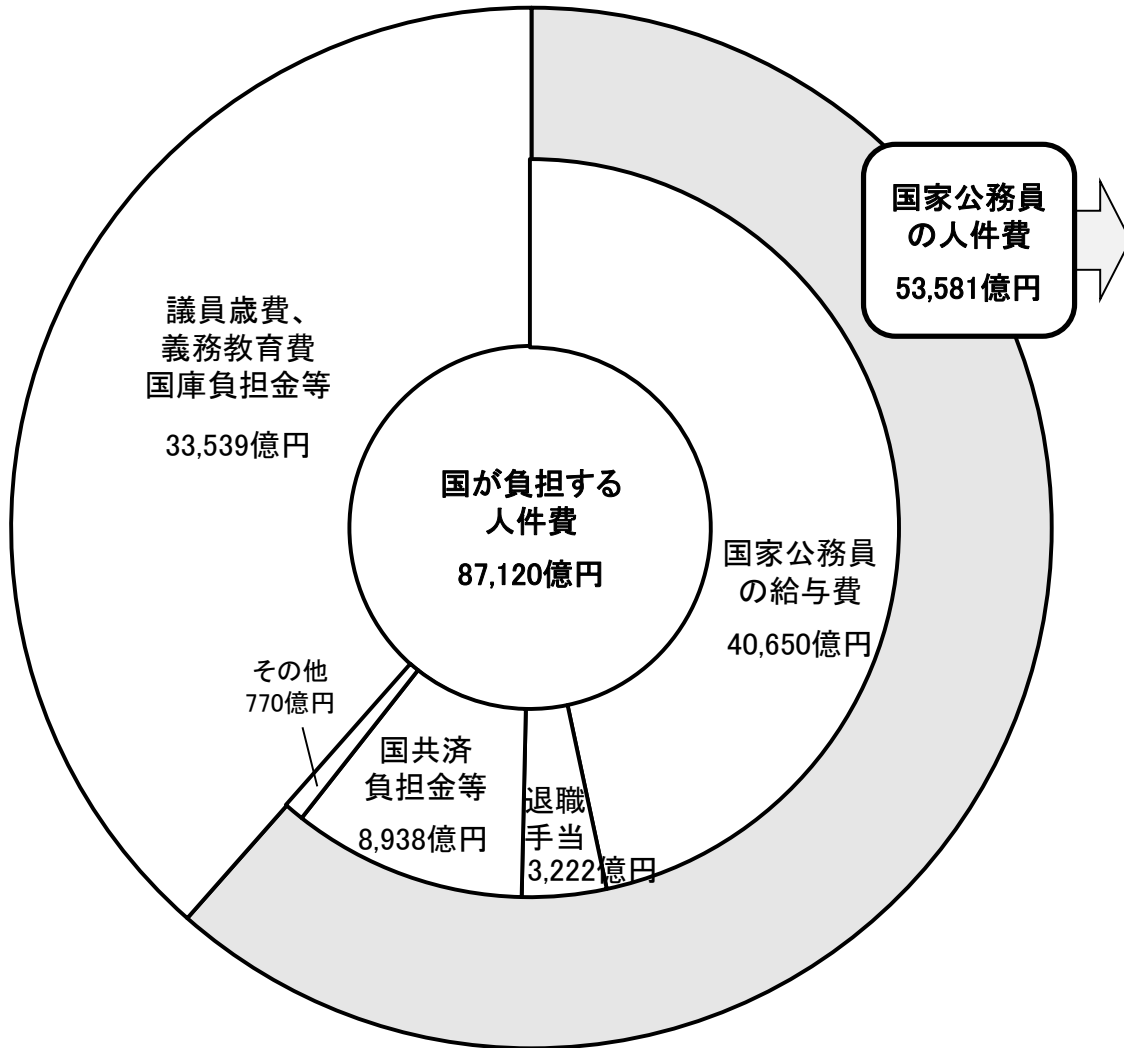 国家公務員
の人件費
53,581億円
議員歳費、
義務教育費
国庫負担金等
33,539億円
国が負担する
人件費
87,120億円
国家公務員
の給与費
40,650億円
その他
770億円
国共済
負担金等
8,938億円
退職
手当
3,222億円